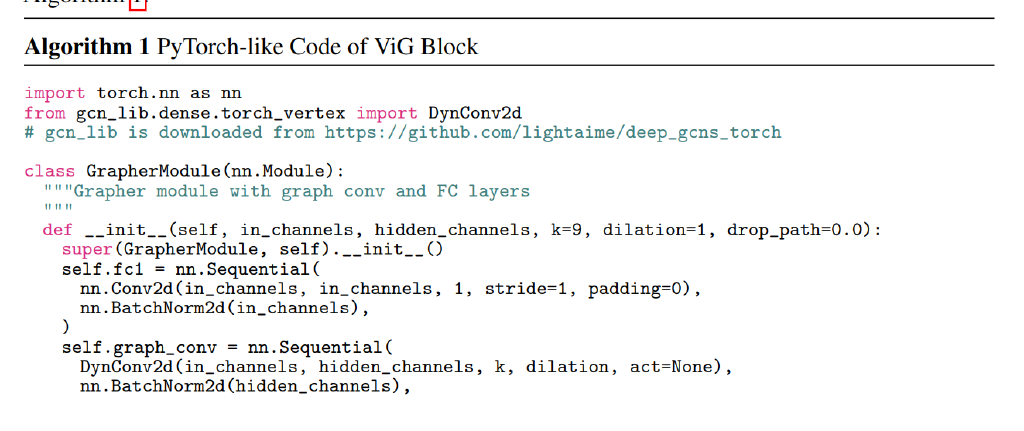 Algorithm 1
Algorithm 1 PyTorch-like Code of ViG Block
import torch.nn as nn
from gcn_lib.dense.torch_vertex import DynConv2d
# gcn_lib is downloaded from https://github.com/lightaime/deep_gcns_torch
class GrapherModule(nn.Module):
"""Grapher module with graph conv and FC layers
"""
def __init__(self, in_channels, hidden_channels, k=9, dilation=1, drop_path=0.0):
super(GrapherModule, self).__init__()
self.fc1 = nn.Sequential(
nn.Conv2d(in_channels, in_channels, 1, stride=1, padding=0),
nn.BatchNorm2d(in_channels),
)
self.graph_conv = nn.Sequential(
DynConv2d(in_channels, hidden_channels, k, dilation, act=None),
nn.BatchNorm2d(hidden_channels),